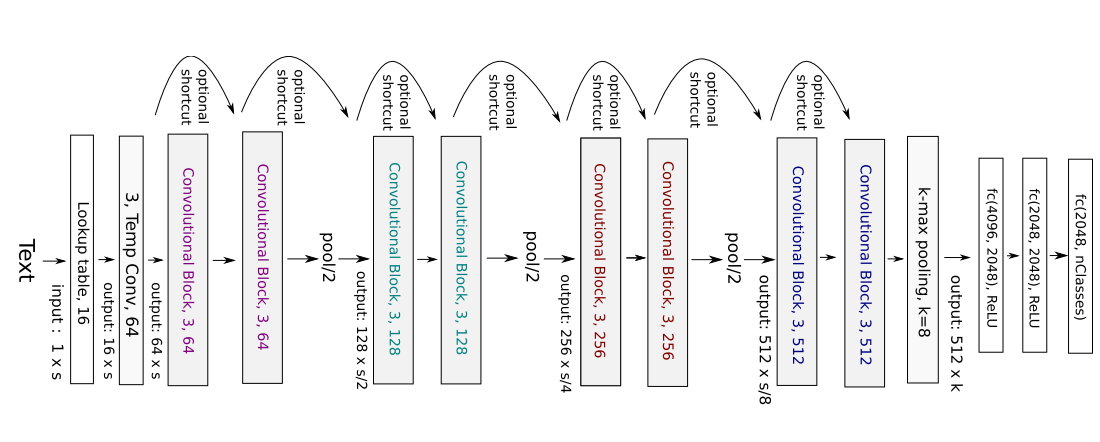 Text
input : 1 x s
Lookup table, 16
output: 16 x s
3, Temp Conv, 64
output: 64 x s
optional
shortcut
Convolutional Block, 3, 64
optional
shortcut
Convolutional Block, 3, 64
pool/2
output: 128 x s/2
optional
shortcut
Convolutional Block, 3, 128
optional
shortcut
Convolutional Block, 3, 128
pool/2
output: 256 x s/4
optional
shortcut
Convolutional Block, 3, 256
optional
shortcut
Convolutional Block, 3, 256
pool/2
output: 512 x s/8
optional
shortcut
Convolutional Block, 3, 512
Convolutional Block, 3, 512
k-max pooling, k=8
output: 512 x k
fc(4096, 2048), ReLU
fc(2048, 2048), ReLU
fc(2048, nClasses)